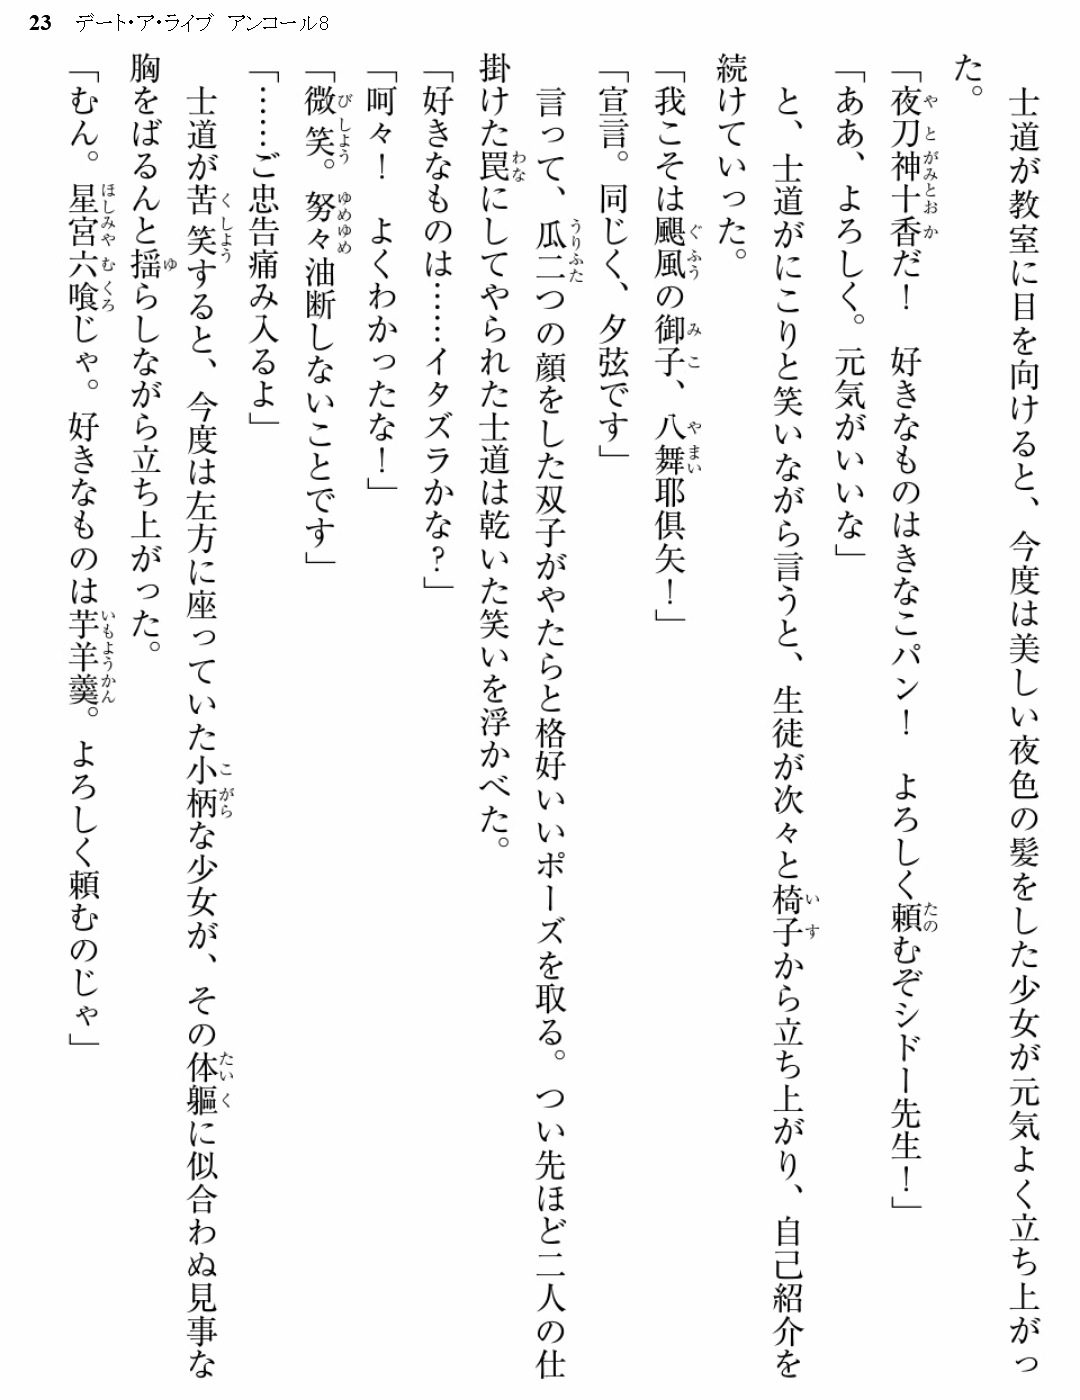 23 デート・ア・ライブ アンコール8
士道が教室に目を向けると、今度は美しい夜色の髪をした少女が元気よく立ち上がっ
た。
「夜刀神十香だ！　好きなものはきなこパン！　よろしく頼むぞシドー先生！」
「ああ、よろしく。元気がいいな」
と、士道がにこりと笑いながら言うと、生徒が次々と椅子から立ち上がり、自己紹介を
続けていった。
「我こそは颶風の御子、八舞耶倶矢！」
「宣言。同じく、夕弦です」
言って、瓜二つの顔をした双子がやたらと格好いいポーズを取る。つい先ほど二人の仕
掛けた罠にしてやられた士道は乾いた笑いを浮かべた。
「好きなものは……イタズラかな？」
「呵々！　よくわかったな！」
「微笑。努々油断しないことです」
「……ご忠告痛み入るよ」
士道が苦笑すると、今度は左方に座っていた小柄な少女が、その体軀に似合わぬ見事な
胸をばるんと揺らしながら立ち上がった。
「むん。星宮六喰じゃ。好きなものは芋羊羹。よろしく頼むのじゃ」